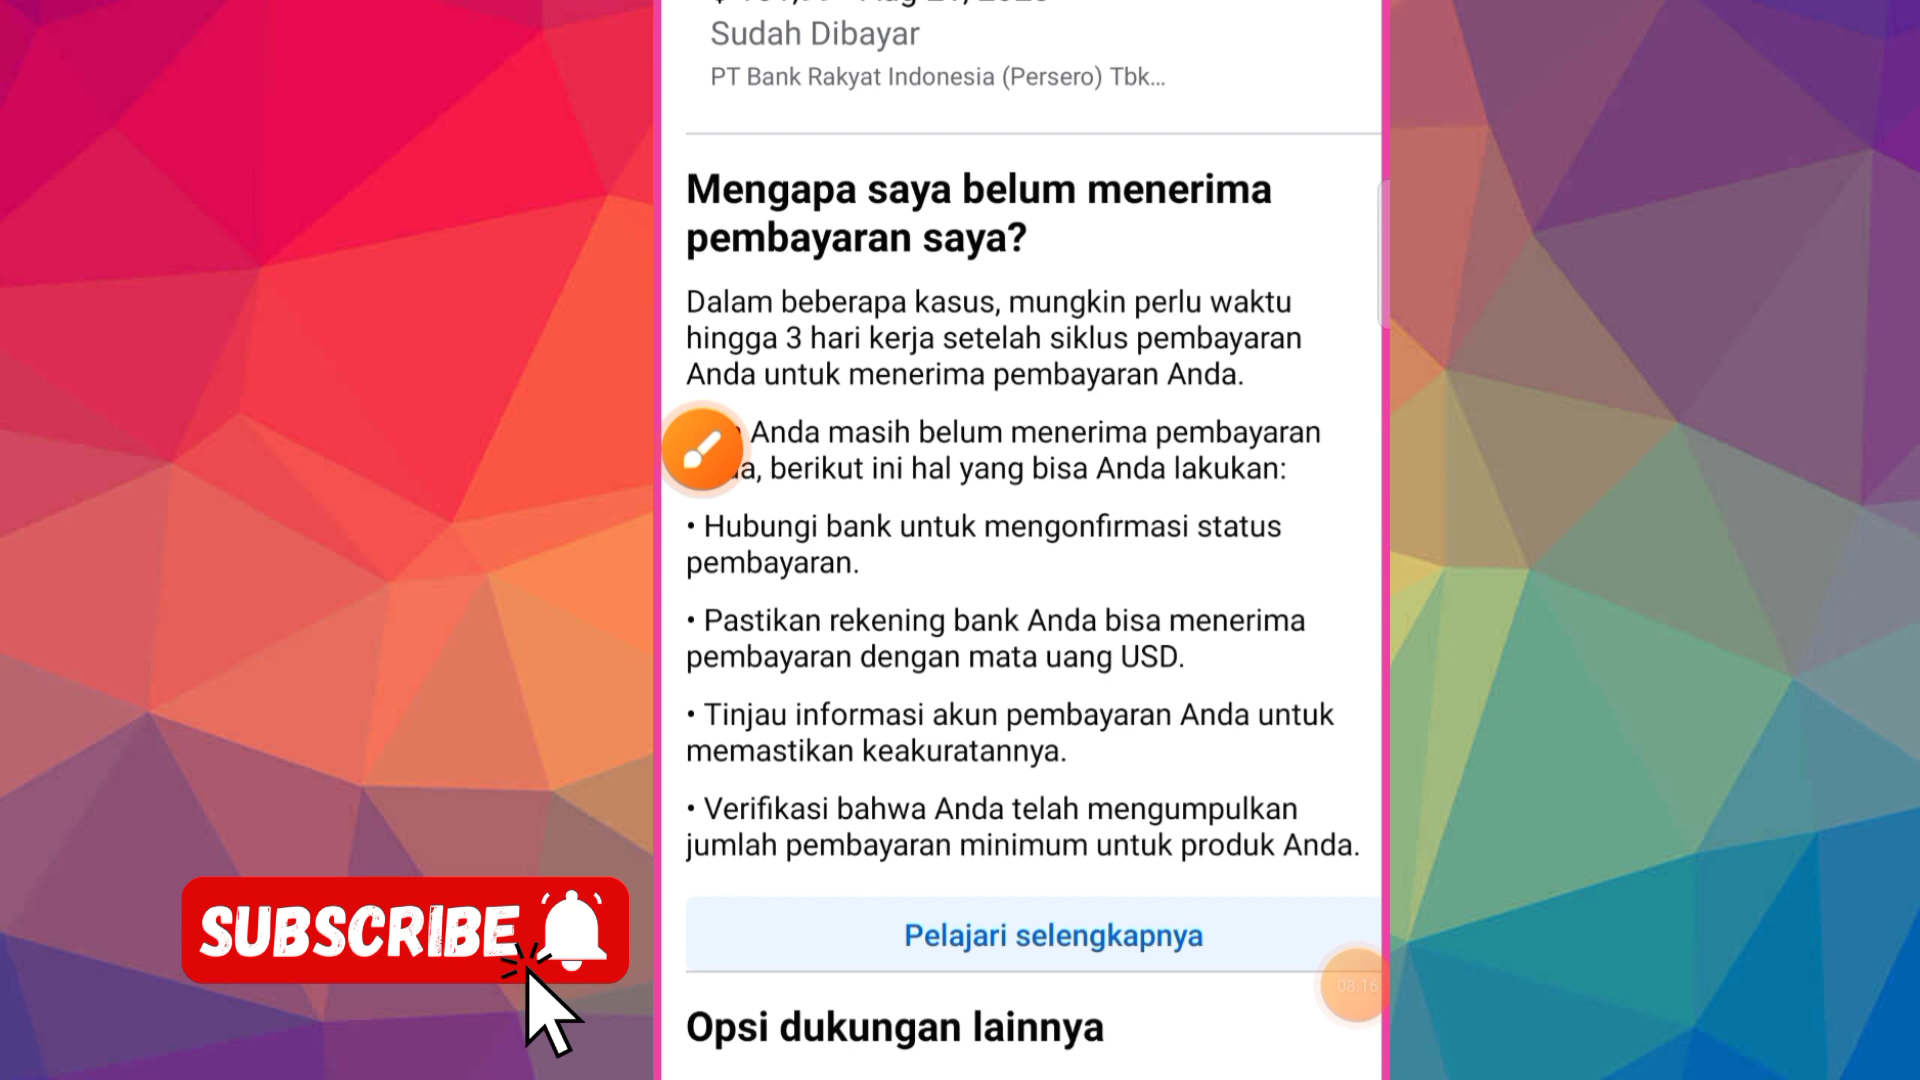 Sudah Dibayar
PT Bank Rakyat Indonesia (Persero) Tbk...
Mengapa saya belum menerima
pembayaran saya?
Dalam beberapa kasus, mungkin perlu waktu
hingga 3 hari kerja setelah siklus pembayaran
Anda untuk menerima pembayaran Anda.
Anda masih belum menerima pembayaran
berikut ini hal yang bisa Anda lakukan:
• Hubungi bank untuk mengonfirmasi status
pembayaran.
• Pastikan rekening bank Anda bisa menerima
pembayaran dengan mata uang USD.
• Tinjau informasi akun pembayaran Anda untuk
memastikan keakuratannya.
• Verifikasi bahwa Anda telah mengumpulkan
jumlah pembayaran minimum untuk produk Anda.
SUBSCRIBE
Pelajari selengkapnya
08:16
Opsi dukungan lainnya